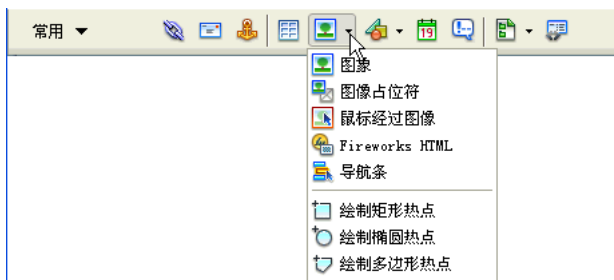 常用
19
图象
图像占位符
鼠标经过图像
Fireworks HTML
导航条
绘制矩形热点
绘制椭圆热点
绘制多边形热点